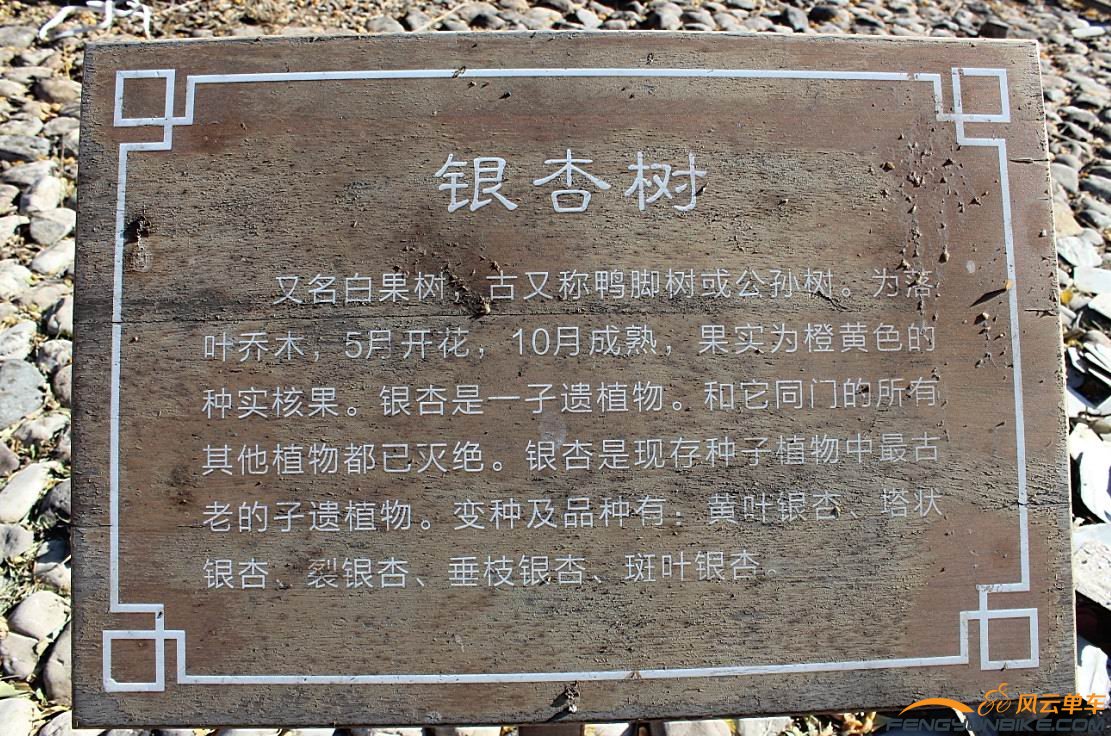 银杏树
又名白果树，古又称鸭脚树或公孙树。为落
叶乔木，5月开花，10月成熟，果实为橙黄色的
种实核果。银杏是一子遗植物。和它同门的所有
其他植物都已灭绝。银杏是现存种子植物中最古
老的子遗植物。变种及品种有：黄叶银杏、塔状
银杏、裂银杏、垂枝银杏、斑叶银杏。
风云单车
FENGYUNBIKE.COM